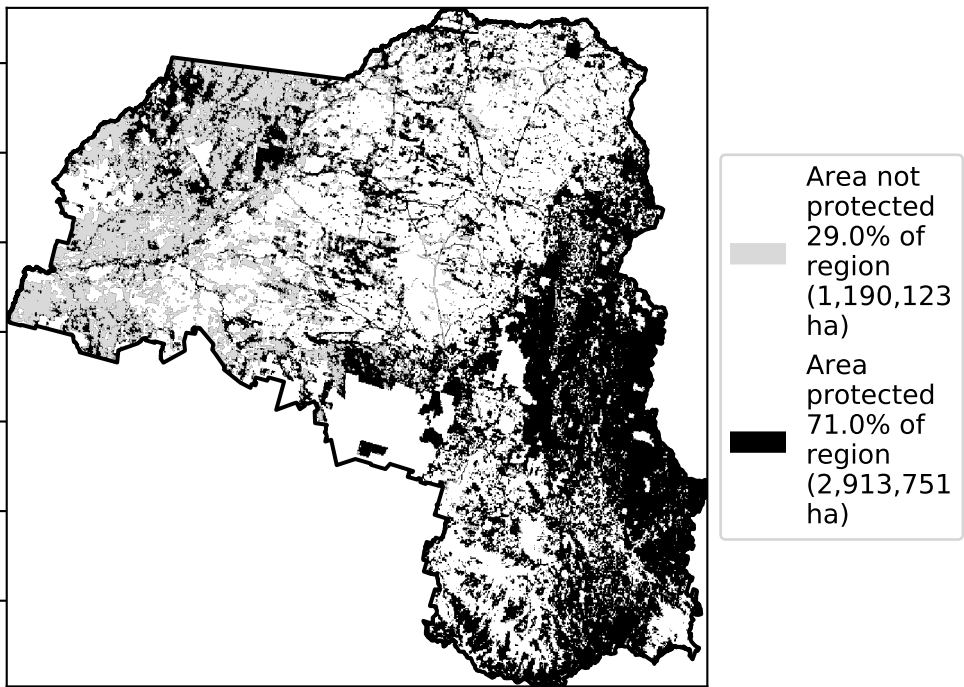 Area not
protected
29.0% of
region
(1,190,123
ha)
Area
protected
71.0% of
region
(2,913,751
ha)